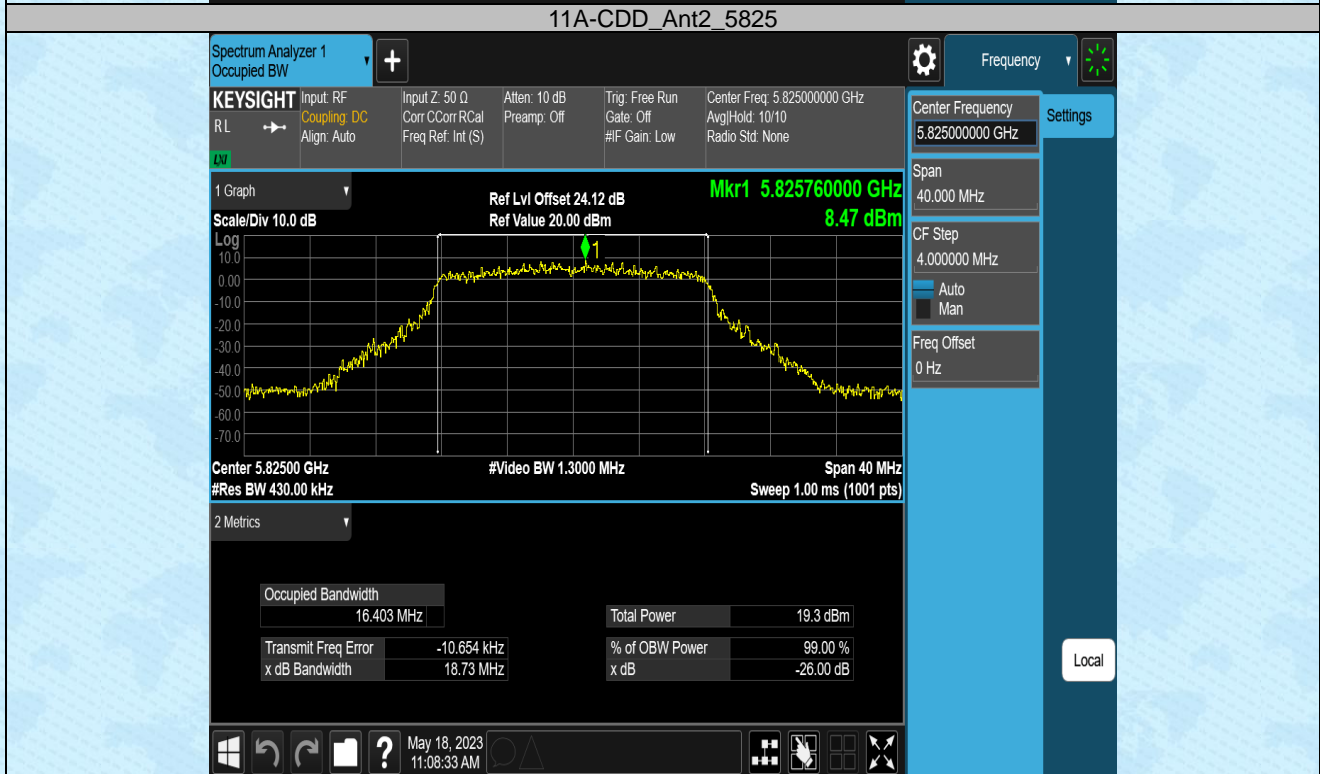 11A-CDD_Ant2_5825
Spectrum Analyzer 1
Occupied BW
+
Frequency
KEYSIGHT
RL
LXI
Input: RF
Coupling: DC
Align: Auto
Input Z: 50 Ω
Corr CCorr RCal
Freq Ref: Int (S)
Atten: 10 dB
Preamp: Off
Trig: Free Run
Gate: Off
#IF Gain: Low
Center Freq: 5.825000000 GHz
Avg|Hold: 10/10
Radio Std: None
Center Frequency
5.825000000 GHz
Settings
Span
40.000 MHz
CF Step
4.000000 MHz
Auto
Man
Freq Offset
0 Hz
1 Graph
Scale/Div 10.0 dB
Ref Lvl Offset 24.12 dB
Ref Value 20.00 dBm
Mkr1 5.825760000 GHz
8.47 dBm
Log
10.0
0.00
-10.0
-20.0
-30.0
-40.0
-50.0
-60.0
-70.0
1
Center 5.82500 GHz
#Res BW 430.00 kHz
#Video BW 1.3000 MHz
Span 40 MHz
Sweep 1.00 ms (1001 pts)
2 Metrics
Occupied Bandwidth
16.403 MHz
Total Power 19.3 dBm
Transmit Freq Error -10.654 kHz
% of OBW Power 99.00 %
x dB Bandwidth 18.73 MHz
x dB -26.00 dB
Local
?
May 18, 2023
11:08:33 AM